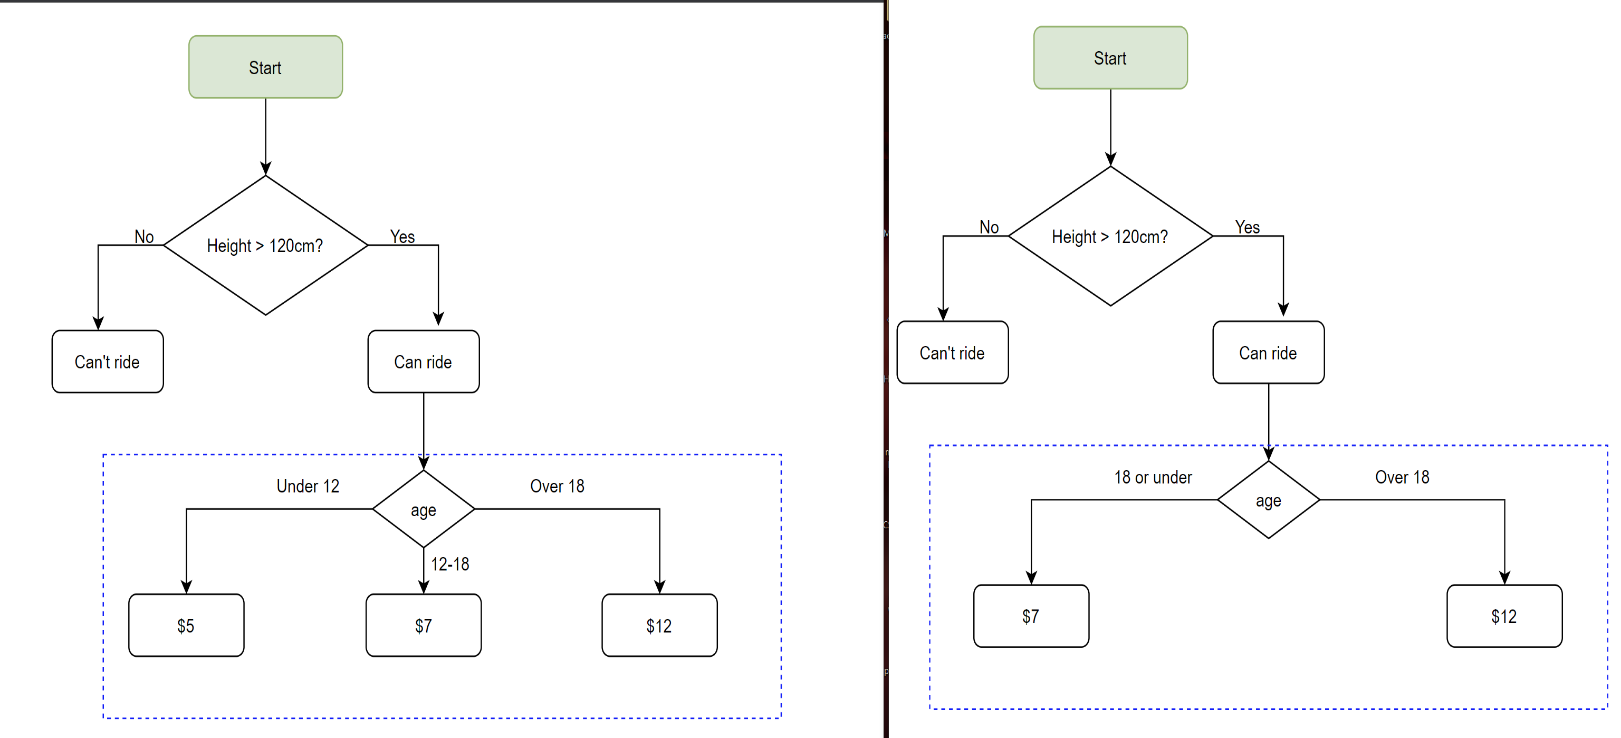 Start
No
Height > 120cm?
Yes
Can't ride
Can ride
Under 12
age
Over 18
12-18
$5
$7
$12
Start
No
Height > 120cm?
Yes
Can't ride
Can ride
18 or under
age
Over 18
$7
$12